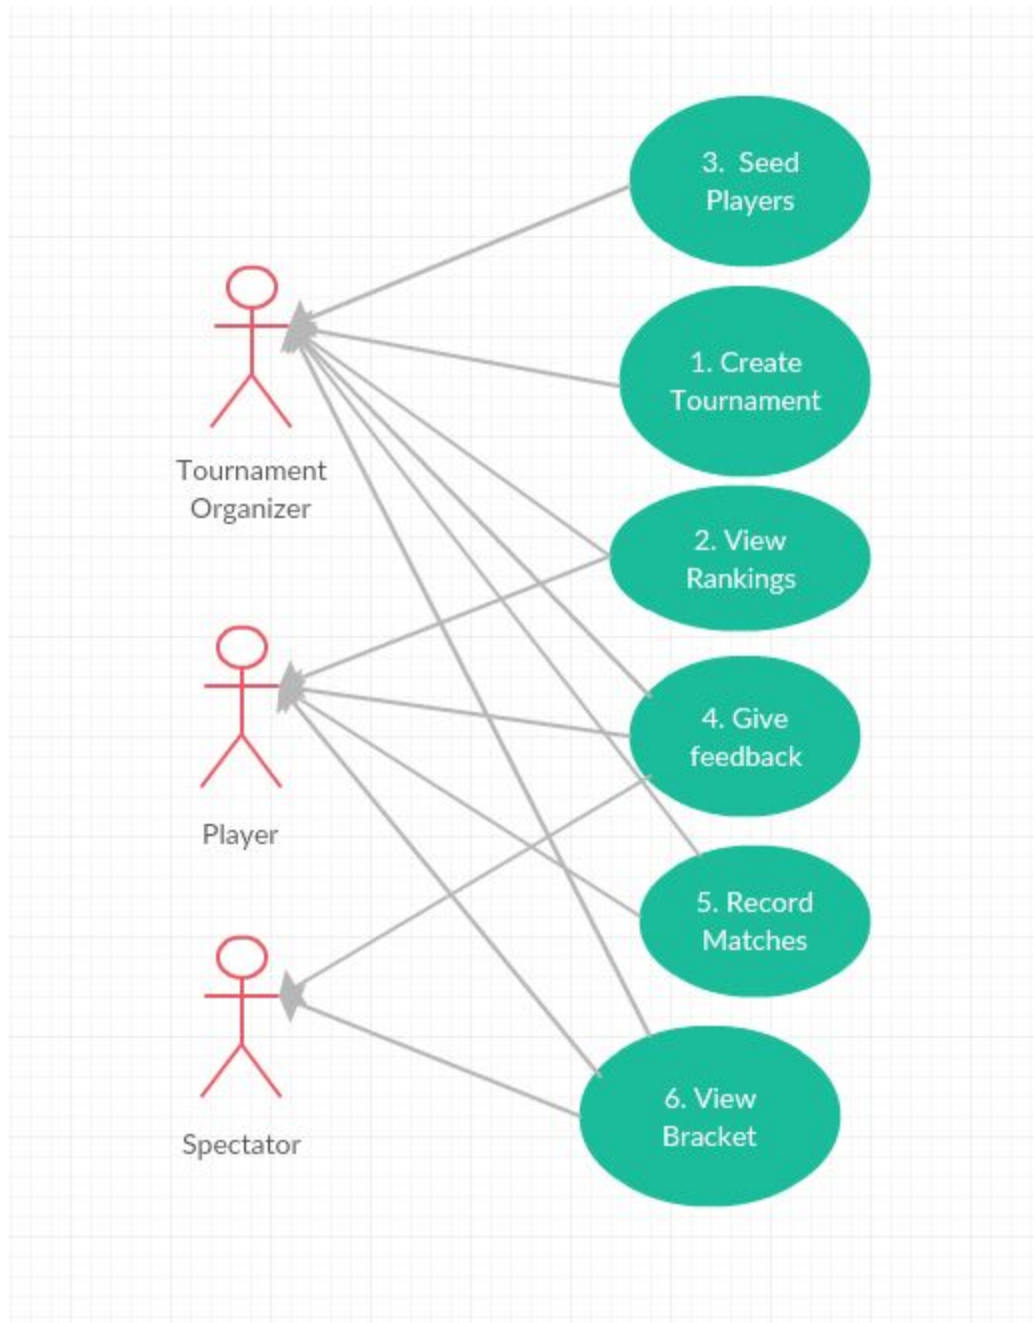 3. Seed
Players
1. Create
Tournament
Tournament
Organizer
2. View
Rankings
4. Give
feedback
Player
5. Record
Matches
6. View
Bracket
Spectator